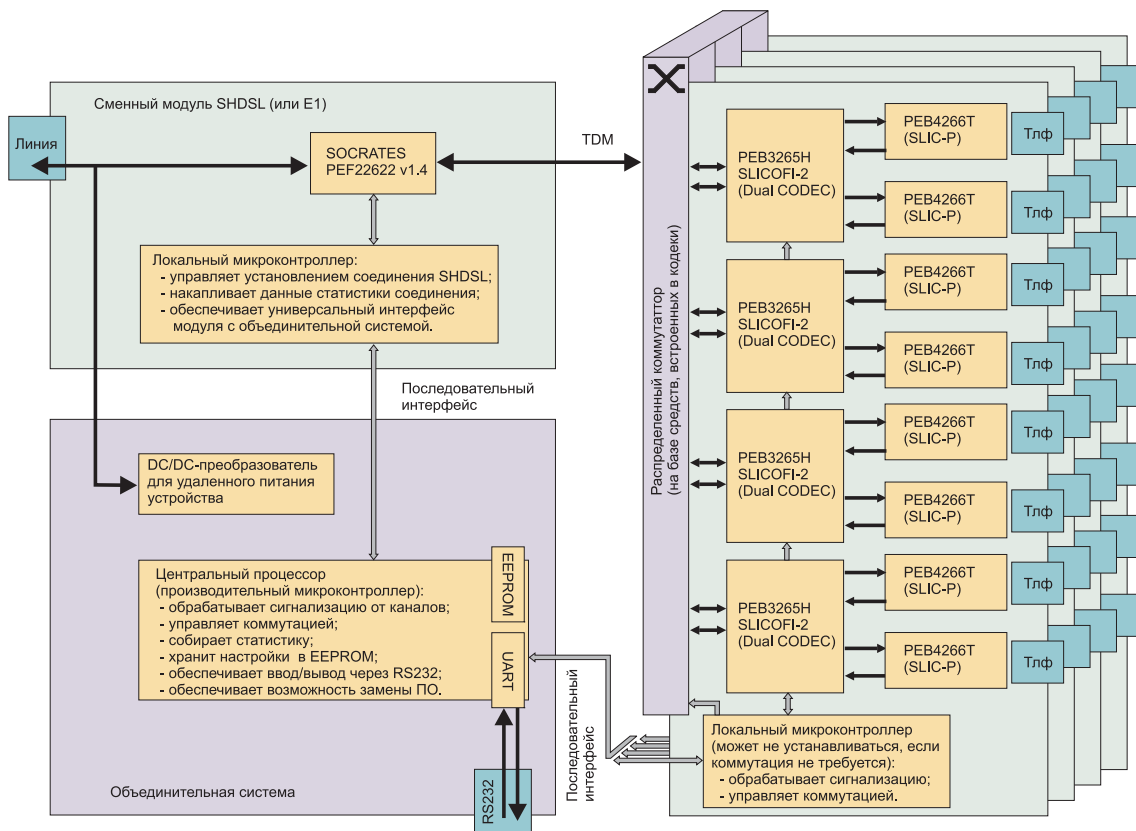 Сменный модуль SHDSL (или E1)
Линия
SOCRATES
PEF22622 v1.4
TDM
Локальный микроконтроллер:
- управляет установлением соединения SHDSL;
- накапливает данные статистики соединения;
- обеспечивает универсальный интерфейс
модуля с объединительной системой.
Последовательный
интерфейс
DC/DC-преобразователь
для удаленного питания
устройства
Центральный процессор
(производительный микроконтроллер):
- обрабатывает сигнализацию от каналов;
- управляет коммутацией;
- собирает статистику;
- хранит настройки в EEPROM;
- обеспечивает ввод/вывод через RS232;
- обеспечивает возможность замены ПО.
EEPROM
UART
Объединительная система
RS232
Последовательный
интерфейс
Распределенный коммутаттор
(на базе средств, встроенных в кодеки)
PEB3265H
SLICOFI-2
(Dual CODEC)
PEB4266T
(SLIC-P)
Тлф
PEB4266T
(SLIC-P)
Тлф
PEB3265H
SLICOFI-2
(Dual CODEC)
PEB4266T
(SLIC-P)
Тлф
PEB4266T
(SLIC-P)
Тлф
PEB3265H
SLICOFI-2
(Dual CODEC)
PEB4266T
(SLIC-P)
Тлф
PEB4266T
(SLIC-P)
Тлф
PEB3265H
SLICOFI-2
(Dual CODEC)
PEB4266T
(SLIC-P)
Тлф
PEB4266T
(SLIC-P)
Тлф
Локальный микроконтроллер
(может не устанавливаться, если
коммутация не требуется):
- обрабатывает сигнализацию;
- управляет коммутацией.